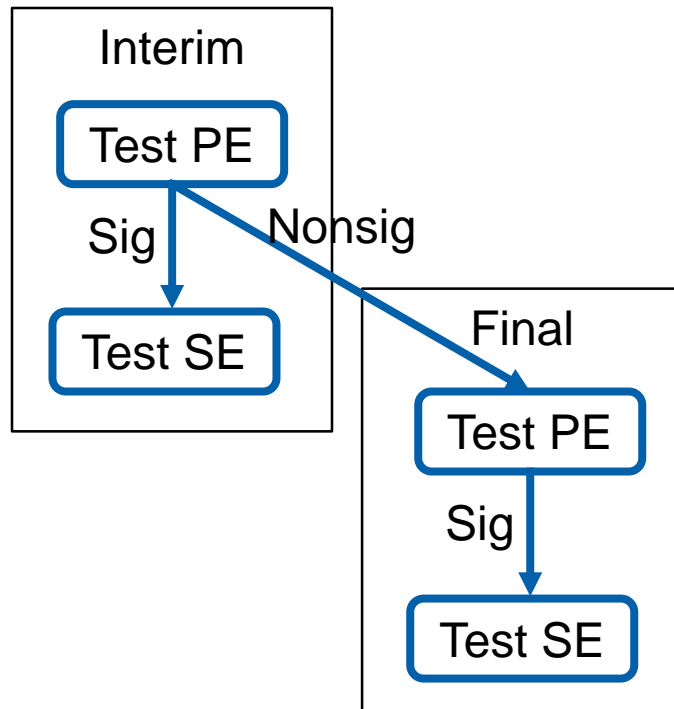 Interim
Test PE
Sig
Nonsig
Test SE
Final
Test PE
Sig
Test SE